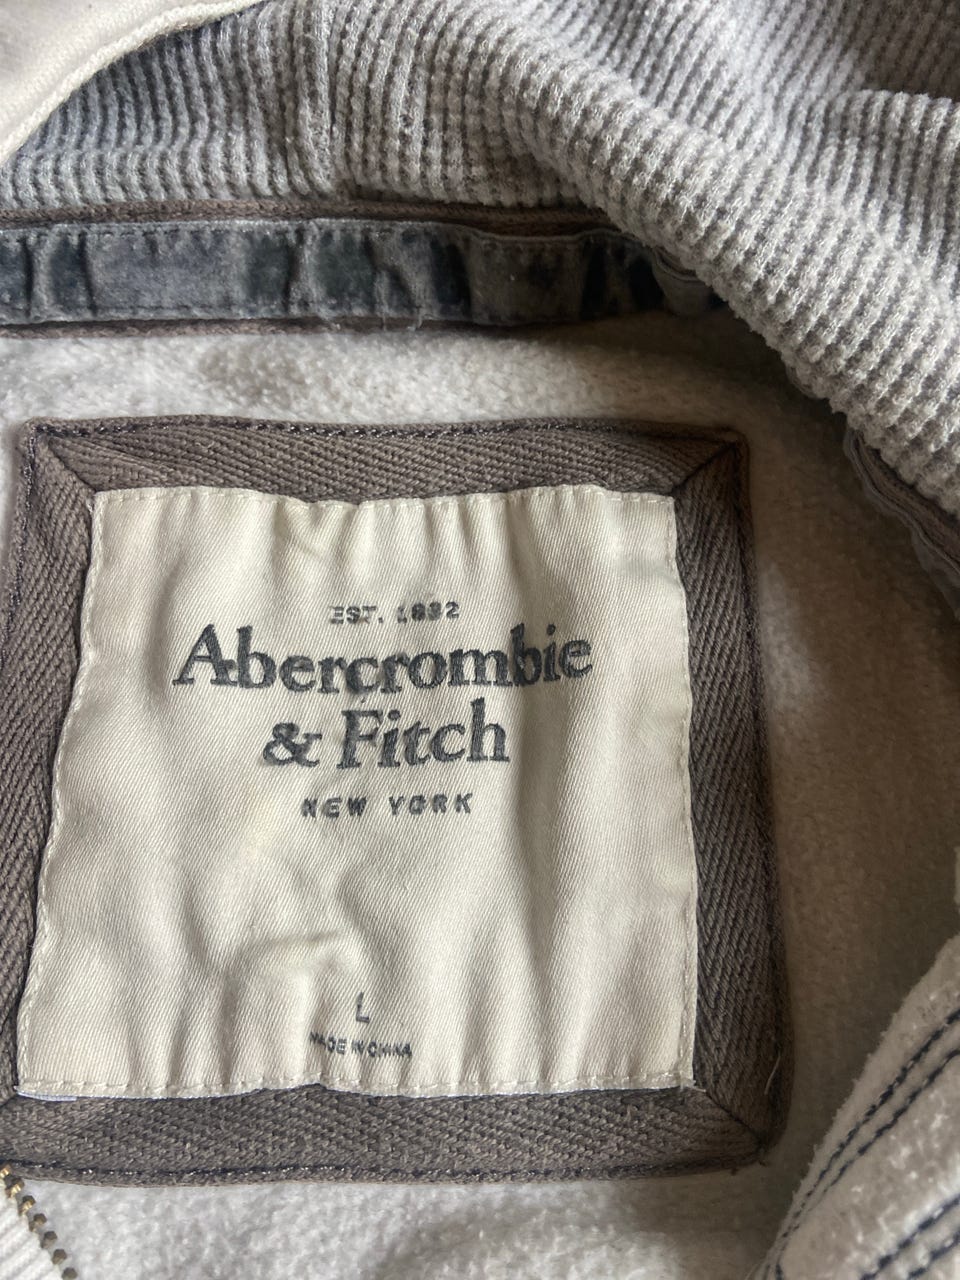 EST. 1892
Abercrombie
& Fitch
NEW YORK
L
MADE IN CHINA